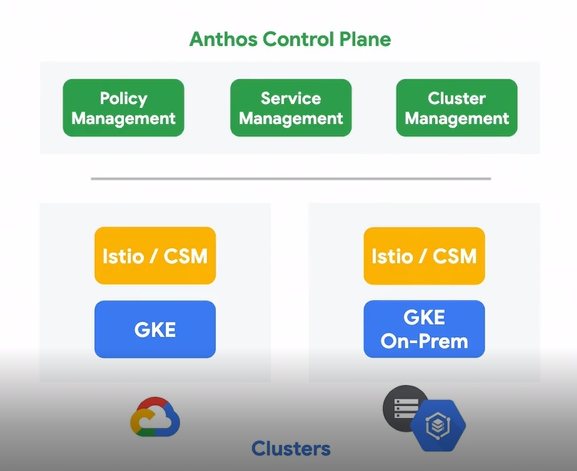 Anthos Control Plane
Policy
Management
Service
Management
Cluster
Management
Istio / CSM
GKE
Istio / CSM
GKE
On-Prem
Clusters